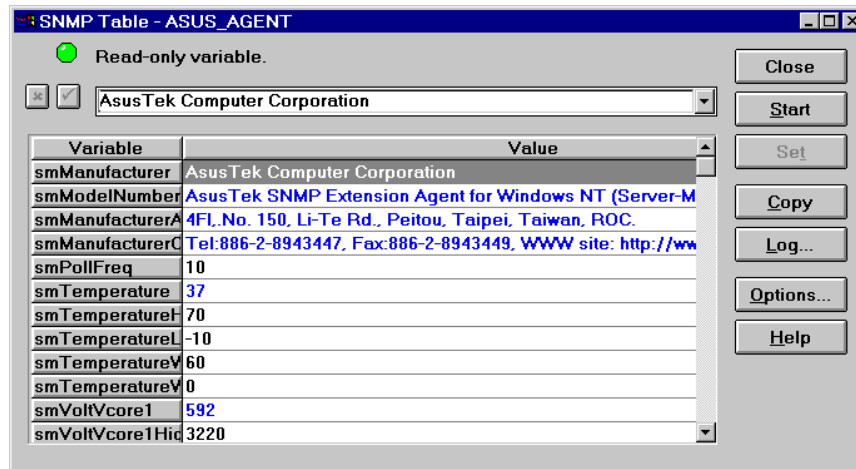 SNMP Table - ASUS_AGENT
Read-only variable.
AsusTek Computer Corporation
Close
Start
Set
Copy
Log...
Options...
Help
Variable Value
smManufacturer AsusTek Computer Corporation
smModelNumber AsusTek SNMP Extension Agent for Windows NT (Server-M
smManufacturerA 4Fl,.No. 150, Li-Te Rd., Peitou, Taipei, Taiwan, ROC.
smManufacturerC Tel:886-2-8943447, Fax:886-2-8943449, WWW site: http://ww
smPollFreq 10
smTemperature 37
smTemperatureH 70
smTemperatureL -10
smTemperatureW 60
smTemperatureW 0
smVoltVcore1 592
smVoltVcore1Hig 3220